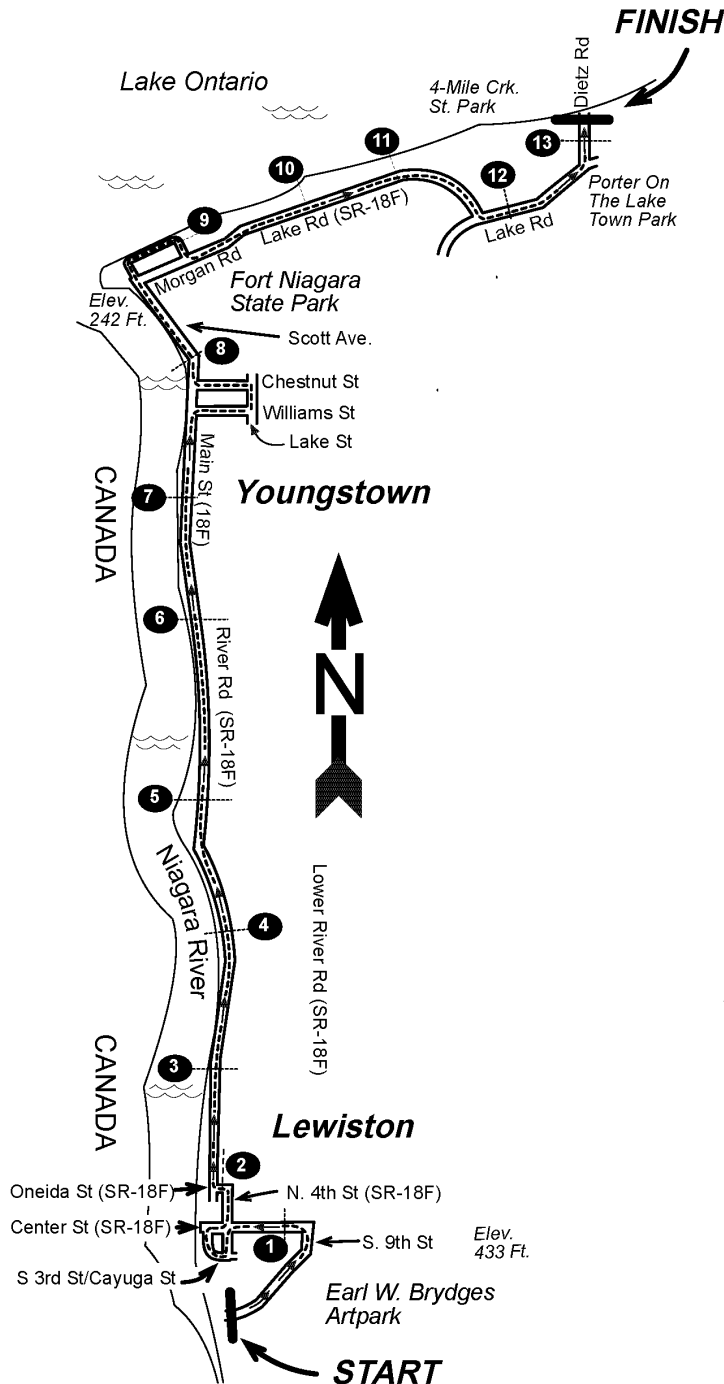 FINISH
Dietz Rd
Lake Ontario
4-Mile Crk.
St. Park
11
13
10
12
Porter On
The Lake
Town Park
9
Lake Rd (SR-18F)
Lake Rd
Morgan Rd
Fort Niagara
State Park
Elev.
242 Ft.
Scott Ave.
8
Chestnut St
Williams St
Lake St
Main St (18F)
CANADA
7
Youngstown
6
River Rd (SR-18F)
N
5
Niagara River
4
Lower River Rd (SR-18F)
CANADA
3
Lewiston
2
Oneida St (SR-18F)
N. 4th St (SR-18F)
Center St (SR-18F)
1
S. 9th St
Elev.
433 Ft.
S 3rd St/Cayuga St
Earl W. Brydges
Artpark
START